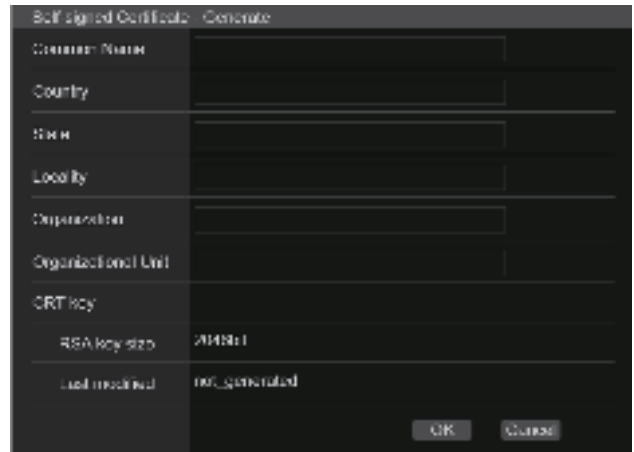 Self-signed Certificate - Generate
Common Name
Country
State
Locality
Organization
Organizational Unit
CRT key
RSA key size 2048bit
Last modified not_generated
OK Cancel